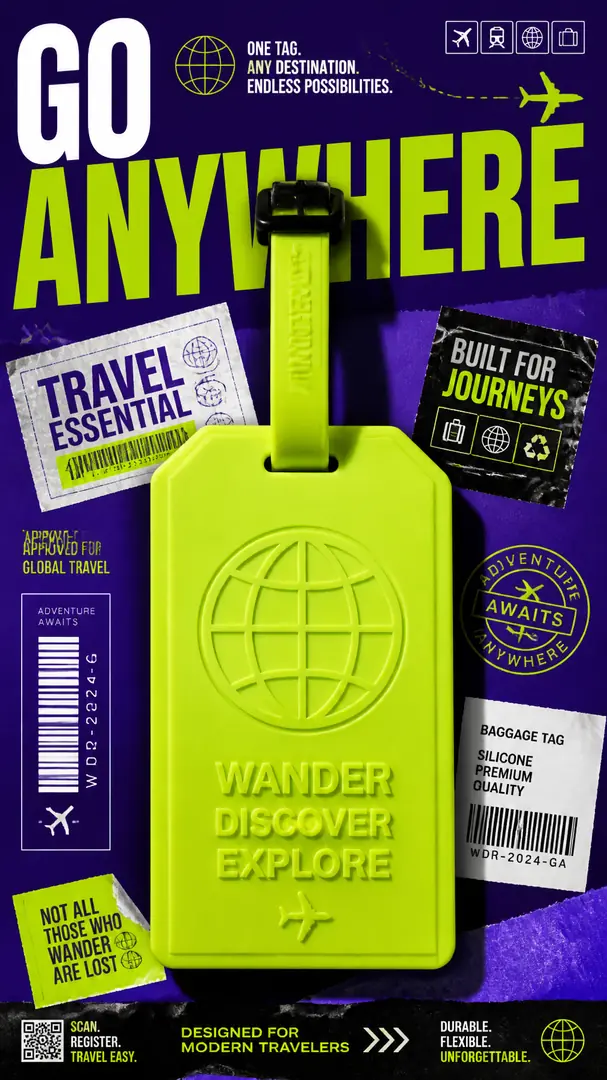 GO
ANYWHERE
ONE TAG.
ANY DESTINATION.
ENDLESS POSSIBILITIES.
TRAVEL
ESSENTIAL
BUILT FOR
JOURNEYS
APPROVED FOR
GLOBAL TRAVEL
ADVENTURE
AWAITS
WDR-2024-G
ADVENTURE
AWAITS
ANYWHERE
WANDER
DISCOVER
EXPLORE
BAGGAGE TAG
SILICONE
PREMIUM
QUALITY
WDR-2024-GA
NOT ALL
THOSE WHO
WANDER
ARE LOST
SCAN.
REGISTER.
TRAVEL EASY.
DESIGNED FOR
MODERN TRAVELERS
DURABLE.
FLEXIBLE.
UNFORGETTABLE.